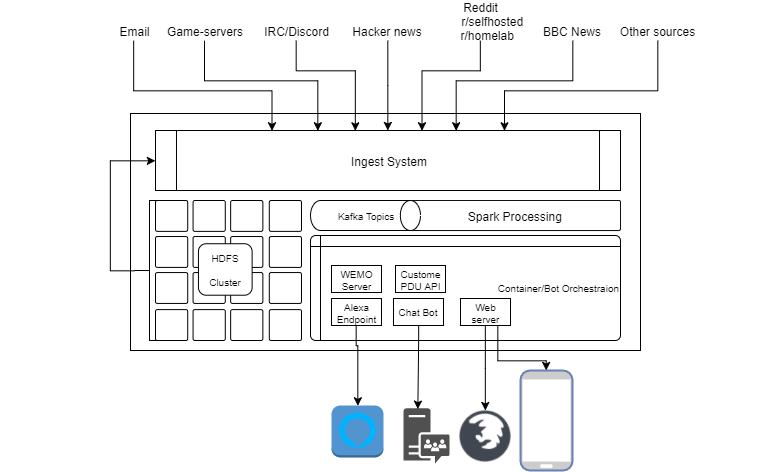 Email
Game-servers
IRC/Discord
Hacker news
Reddit
r/selfhosted
r/homelab
BBC News
Other sources
Ingest System
Kafka Topics
Spark Processing
HDFS
Cluster
WEMO
Server
Custome
PDU API
Container/Bot Orchestraion
Alexa
Endpoint
Chat Bot
Web
server